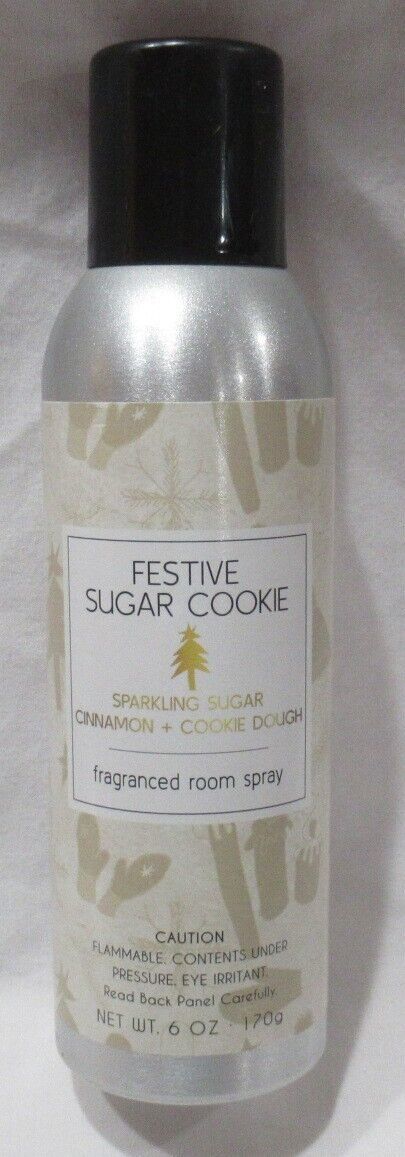 FESTIVE
SUGAR COOKIE
SPARKLING SUGAR
CINNAMON + COOKIE DOUGH
fragranced room spray
CAUTION
FLAMMABLE. CONTENTS UNDER
PRESSURE. EYE IRRITANT.
Read Back Panel Carefully.
NET WT. 6 OZ · 170g